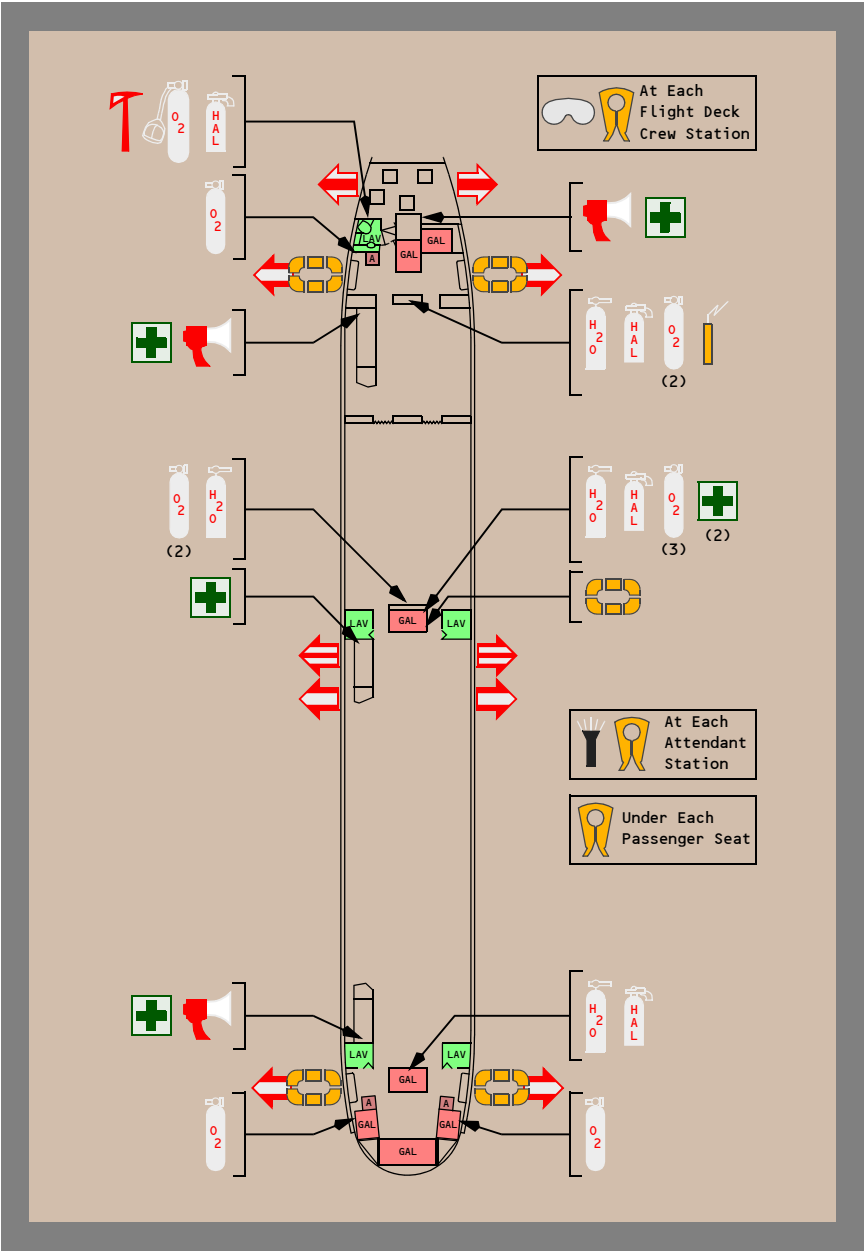 At Each
Flight Deck
Crew Station
O2
HAL
O2
LAV
GAL
GAL
A
H2O
HAL
O2
(2)
O2
(2)
H2O
H2O
HAL
O2
(3)
(2)
LAV
GAL
LAV
At Each
Attendant
Station
Under Each
Passenger Seat
H2O
HAL
LAV
LAV
GAL
A
A
GAL
GAL
O2
O2
GAL